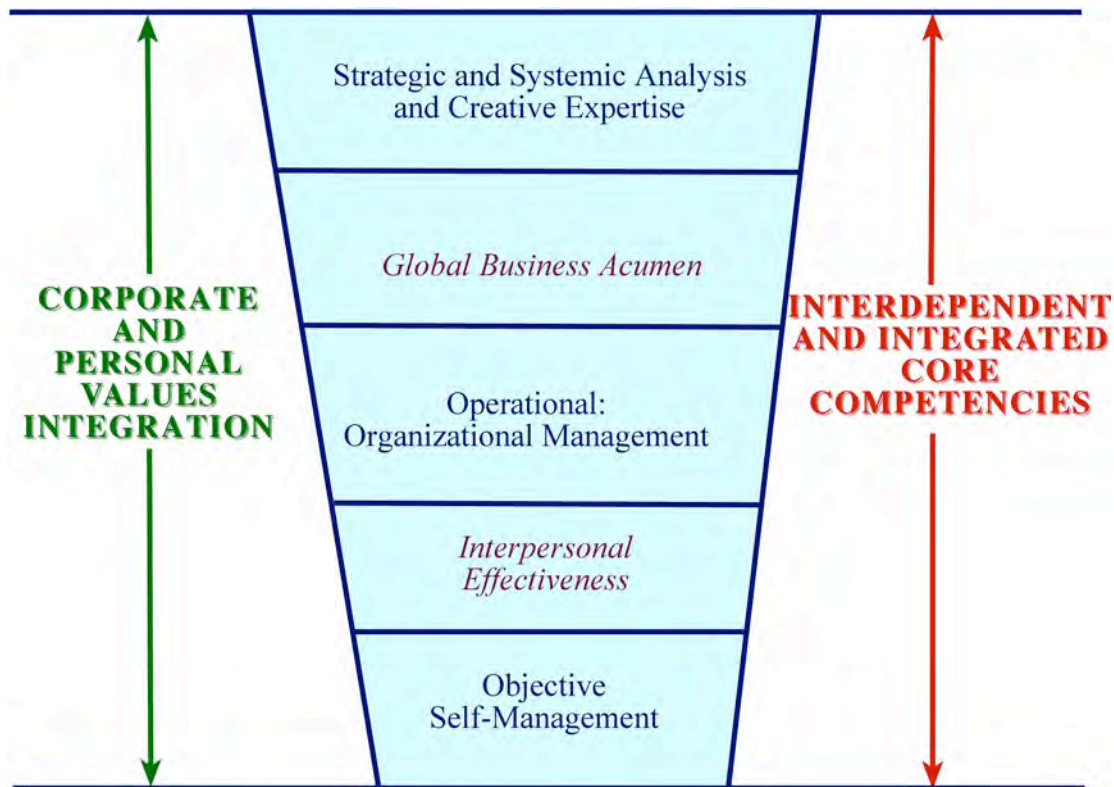 Strategic and Systemic Analysis
and Creative Expertise
Global Business Acumen
CORPORATE
AND
PERSONAL
VALUES
INTEGRATION
INTERDEPENDENT
AND INTEGRATED
CORE
COMPETENCIES
Operational:
Organizational Management
Interpersonal
Effectiveness
Objective
Self-Management